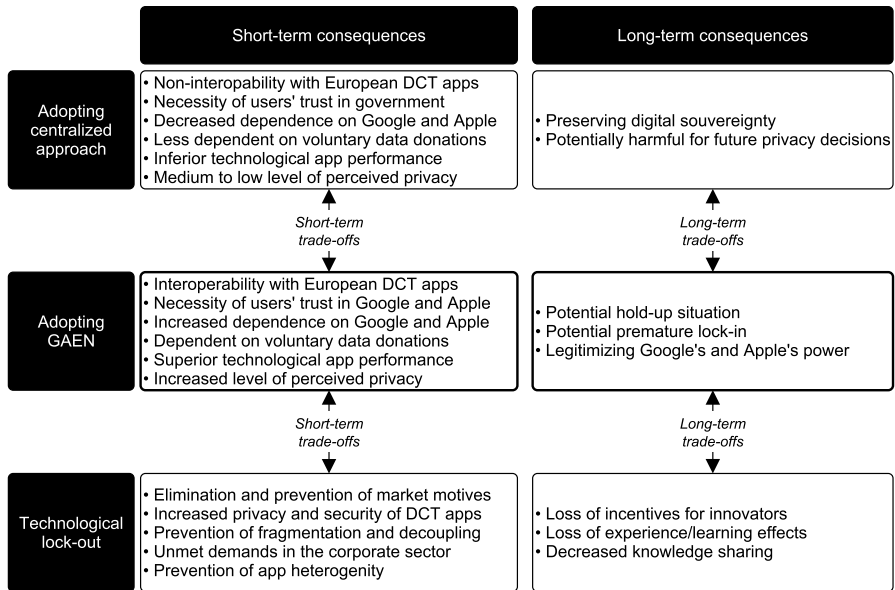 Short-term consequences
Long-term consequences
Adopting
centralized
approach
• Non-interopability with European DCT apps
• Necessity of users' trust in government
• Decreased dependence on Google and Apple
• Less dependent on voluntary data donations
• Inferior technological app performance
• Medium to low level of perceived privacy
• Preserving digital souvereignty
• Potentially harmful for future privacy decisions
Short-term
trade-offs
Long-term
trade-offs
Adopting
GAEN
• Interoperability with European DCT apps
• Necessity of users' trust in Google and Apple
• Increased dependence on Google and Apple
• Dependent on voluntary data donations
• Superior technological app performance
• Increased level of perceived privacy
• Potential hold-up situation
• Potential premature lock-in
• Legitimizing Google's and Apple's power
Short-term
trade-offs
Long-term
trade-offs
Technological
lock-out
• Elimination and prevention of market motives
• Increased privacy and security of DCT apps
• Prevention of fragmentation and decoupling
• Unmet demands in the corporate sector
• Prevention of app heterogenity
• Loss of incentives for innovators
• Loss of experience/learning effects
• Decreased knowledge sharing